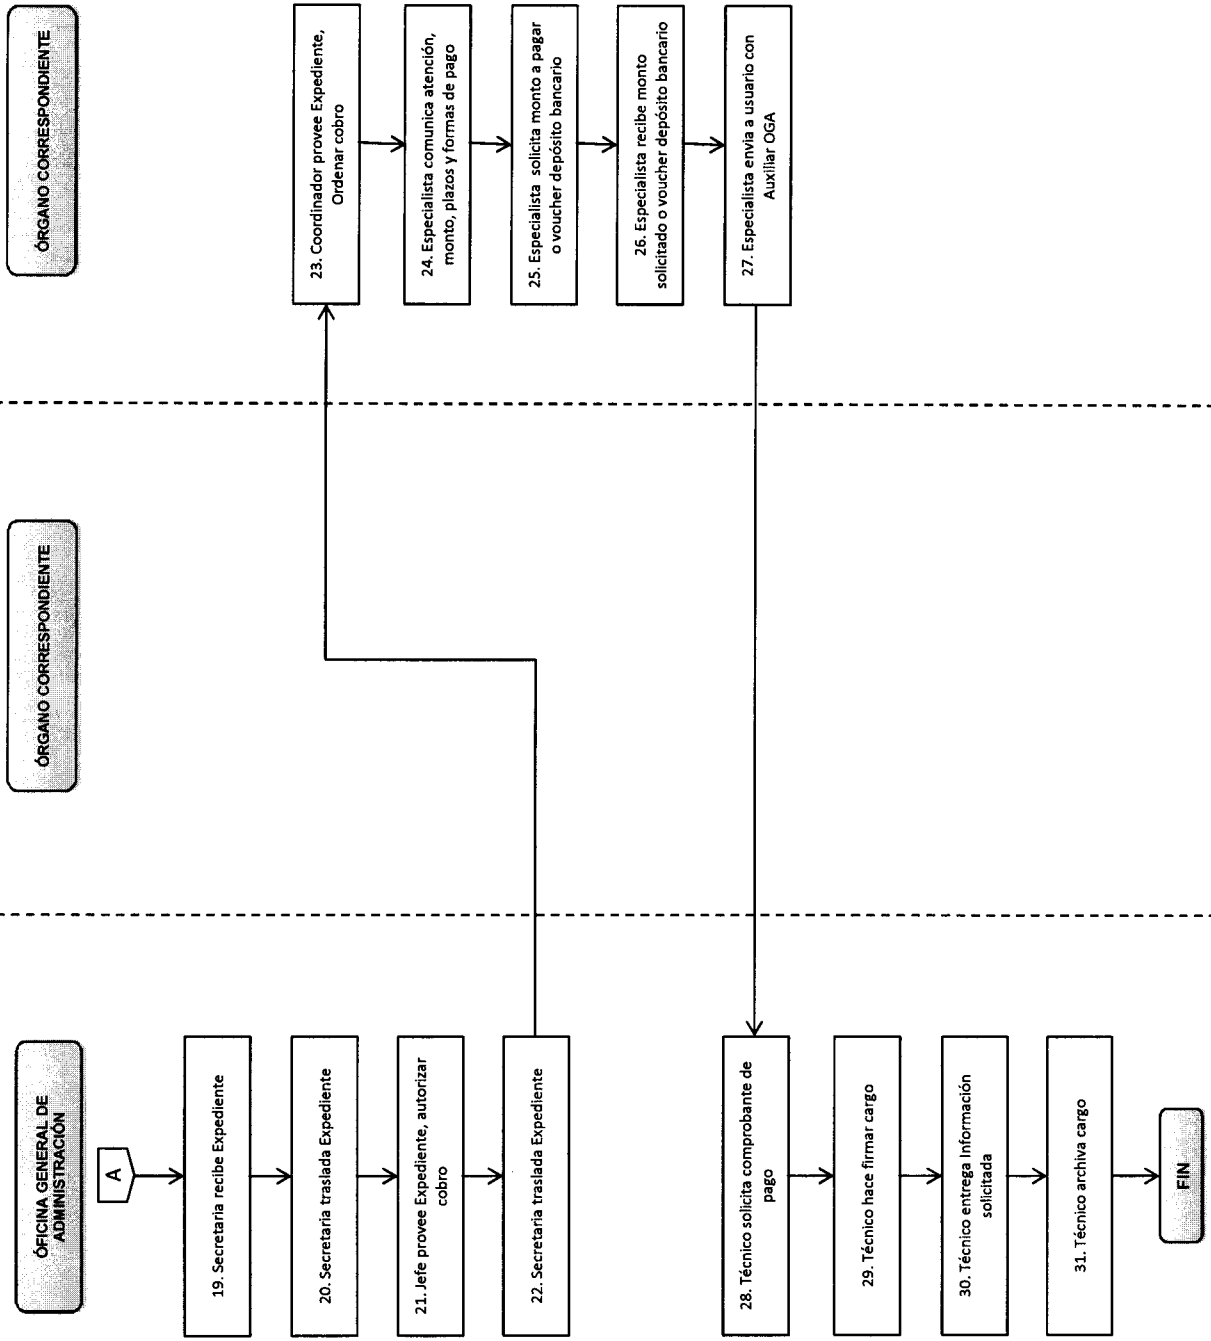 ÓFICINA GENERAL DE
ADMINISTRACIÓN
ÓRGANO CORRESPONDIENTE
ÓRGANO CORRESPONDIENTE
A
19. Secretaria recibe Expediente
20. Secretaria traslada Expediente
21. Jefe provee Expediente, autorizar
cobro
22. Secretaria traslada Expediente
23. Coordinador provee Expediente,
Ordenar cobro
24. Especialista comunica atención,
monto, plazos y formas de pago
25. Especialista solicita monto a pagar
o voucher depósito bancario
26. Especialista recibe monto
solicitado o voucher depósito bancario
27. Especialista envia a usuario con
Auxiliar OGA
28. Técnico solicita comprobante de
pago
29. Técnico hace firmar cargo
30. Técnico entrega Información
solicitada
31. Técnico archiva cargo
FIN